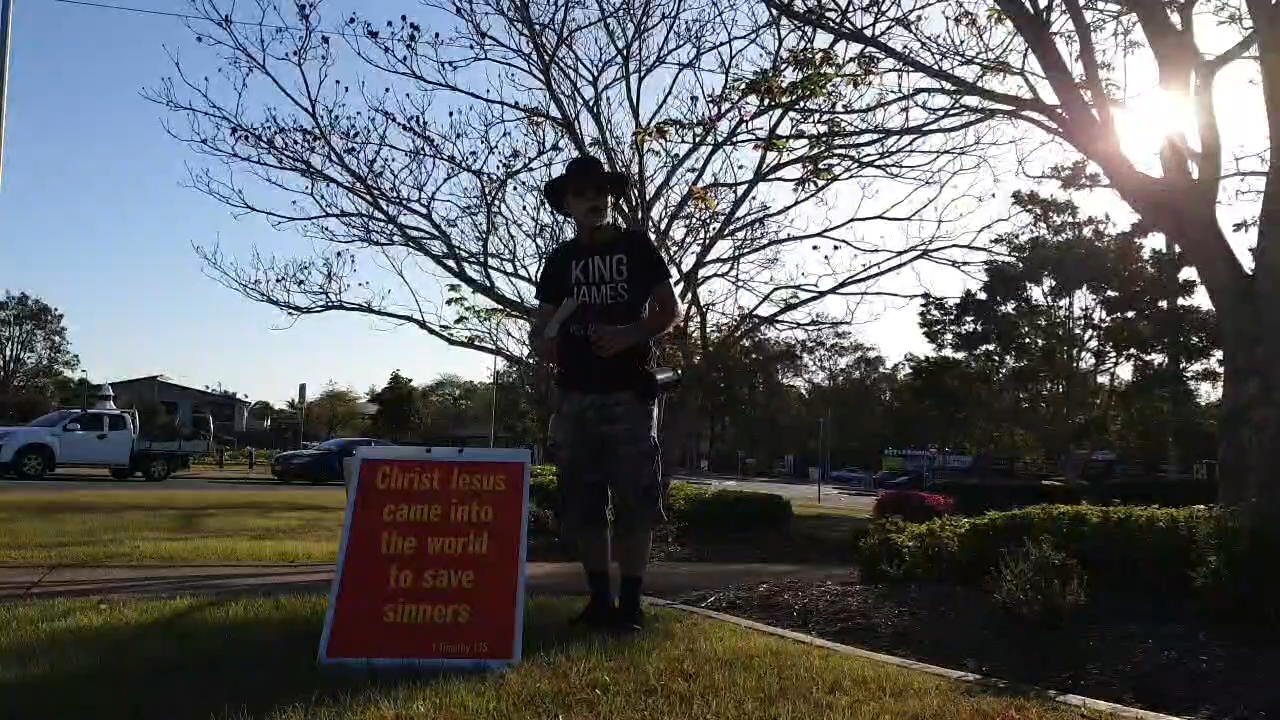 KING
JAMES
Christ Jesus
came into
the world
to save
sinners
1 Timothy 1:15